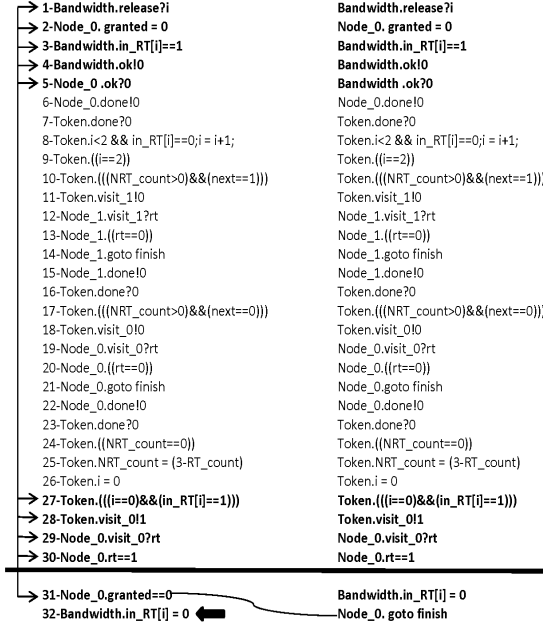 1-Bandwidth.release?i Bandwidth.release?i
2-Node_0. granted = 0 Node_0. granted = 0
3-Bandwidth.in_RT[i]==1 Bandwidth.in_RT[i]==1
4-Bandwidth.ok!0 Bandwidth.ok!0
5-Node_0 .ok?0 Bandwidth .ok?0
6-Node_0.done!0 Node_0.done!0
7-Token.done?0 Token.done?0
8-Token.i<2 && in_RT[i]==0;i = i+1; Token.i<2 && in_RT[i]==0;i = i+1;
9-Token.((i==2)) Token.((i==2))
10-Token.(((NRT_count>0)&&(next==1))) Token.(((NRT_count>0)&&(next==1)))
11-Token.visit_1!0 Token.visit_1!0
12-Node_1.visit_1?rt Node_1.visit_1?rt
13-Node_1.((rt==0)) Node_1.((rt==0))
14-Node_1.goto finish Node_1.goto finish
15-Node_1.done!0 Node_1.done!0
16-Token.done?0 Token.done?0
17-Token.(((NRT_count>0)&&(next==0))) Token.(((NRT_count>0)&&(next==0)))
18-Token.visit_0!0 Token.visit_0!0
19-Node_0.visit_0?rt Node_0.visit_0?rt
20-Node_0.((rt==0)) Node_0.((rt==0))
21-Node_0.goto finish Node_0.goto finish
22-Node_0.done!0 Node_0.done!0
23-Token.done?0 Token.done?0
24-Token.((NRT_count==0)) Token.((NRT_count==0))
25-Token.NRT_count = (3-RT_count) Token.NRT_count = (3-RT_count)
26-Token.i = 0 Token.i = 0
27-Token.(((i==0)&&(in_RT[i]==1))) Token.(((i==0)&&(in_RT[i]==1)))
28-Token.visit_0!1 Token.visit_0!1
29-Node_0.visit_0?rt Node_0.visit_0?rt
30-Node_0.rt==1 Node_0.rt==1
31-Node_0.granted==0 Bandwidth.in_RT[i] = 0
32-Bandwidth.in_RT[i] = 0 Node_0. goto finish